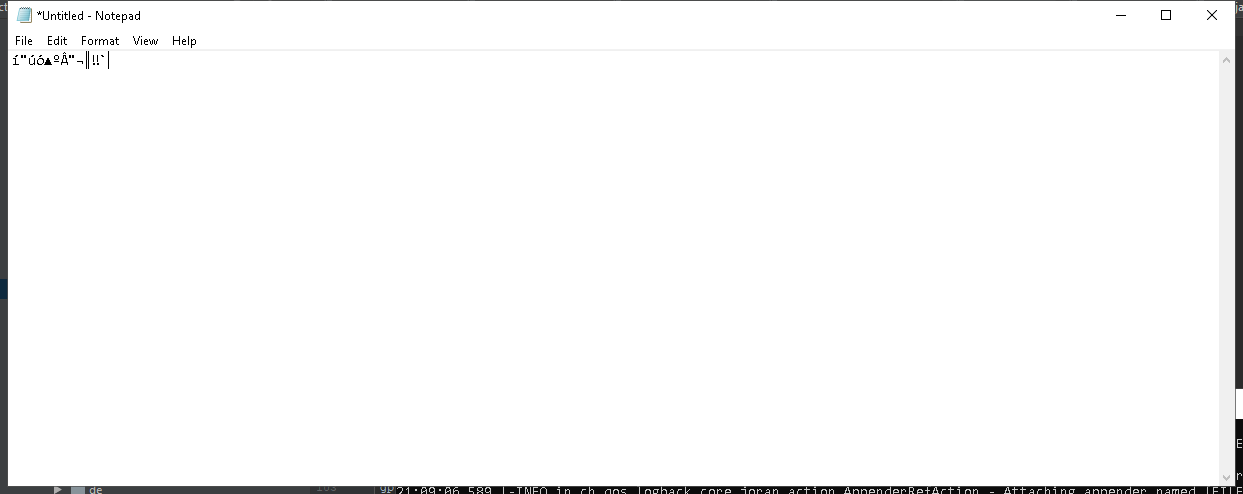 *Untitled - Notepad
File Edit Format View Help
í"úó▲ºÂ"¬║‼`
de
21:09:06,589 |-INFO in ch.qos.logback.core.joran.action.AppenderRefAction - Attaching appender named [FILE